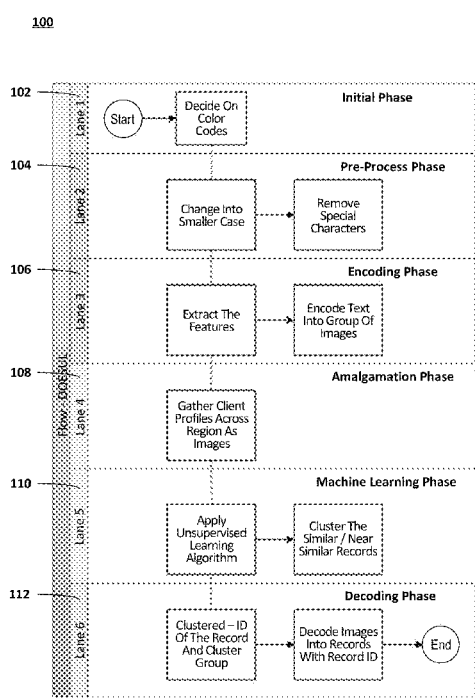 100
102
Lane 1
Initial Phase
Start
Decide On
Color
Codes
104
Lane 2
Pre-Process Phase
Change Into
Smaller Case
Remove
Special
Characters
106
Lane 3
Encoding Phase
Extract The
Features
Encode Text
Into Group Of
Images
108
Flow
Lane 4
Amalgamation Phase
Gather Client
Profiles Across
Region As
Images
110
Lane 5
Machine Learning Phase
Apply
Unsupervised
Learning
Algorithm
Cluster The
Similar / Near
Similar Records
112
Lane 6
Decoding Phase
Clustered – ID
Of The Record
And Cluster
Group
Decode Images
Into Records
With Record ID
End